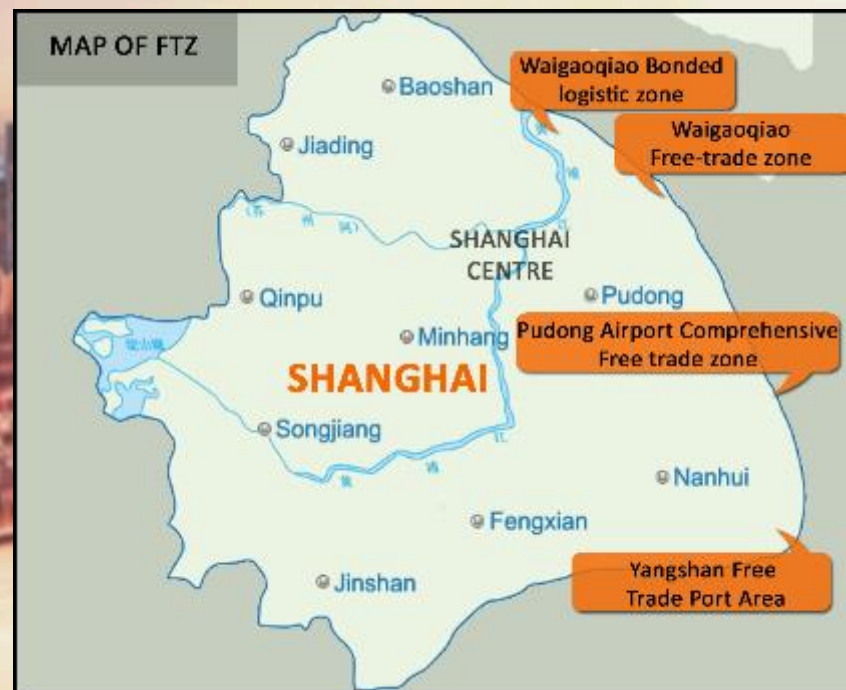 MAP OF FTZ
Waigaoqiao Bonded
logistic zone
Baoshan
Waigaoqiao
Free-trade zone
Jiading
SHANGHAI
CENTRE
Qinpu
Pudong
Minhang
Pudong Airport Comprehensive
Free trade zone
SHANGHAI
Songjiang
Nanhui
Fengxian
Yangshan Free
Trade Port Area
Jinshan